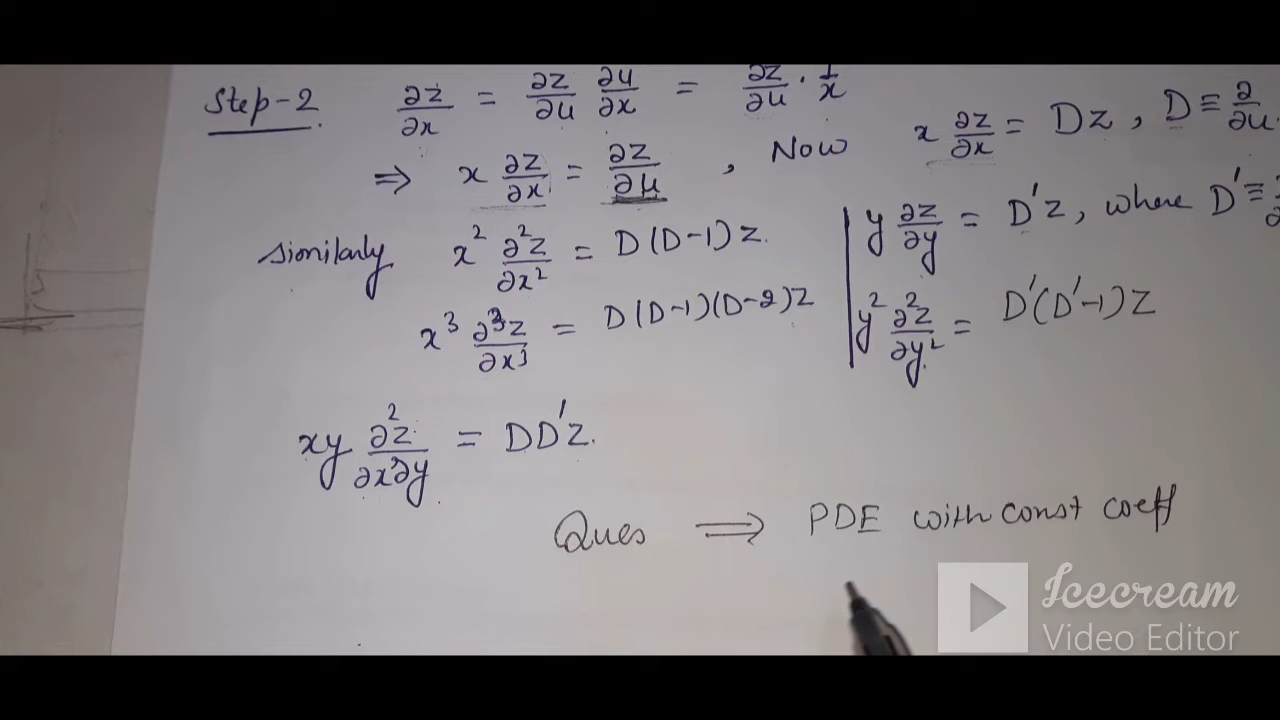 Step-2 ∂z/∂x = ∂z/∂u ∂u/∂x = ∂z/∂u · 1/x
⇒ x ∂z/∂x = ∂z/∂u , Now x ∂z/∂x = Dz, D ≡ ∂/∂u.
Similarly x² ∂²z/∂x² = D(D-1)z.
x³ ∂³z/∂x³ = D(D-1)(D-2)z
y ∂z/∂y = D'z, where D' ≡
y² ∂²z/∂y² = D'(D'-1)z
xy ∂²z/∂x∂y = DD'z.
Ques ⇒ PDE with const coeff
Icecream
Video Editor